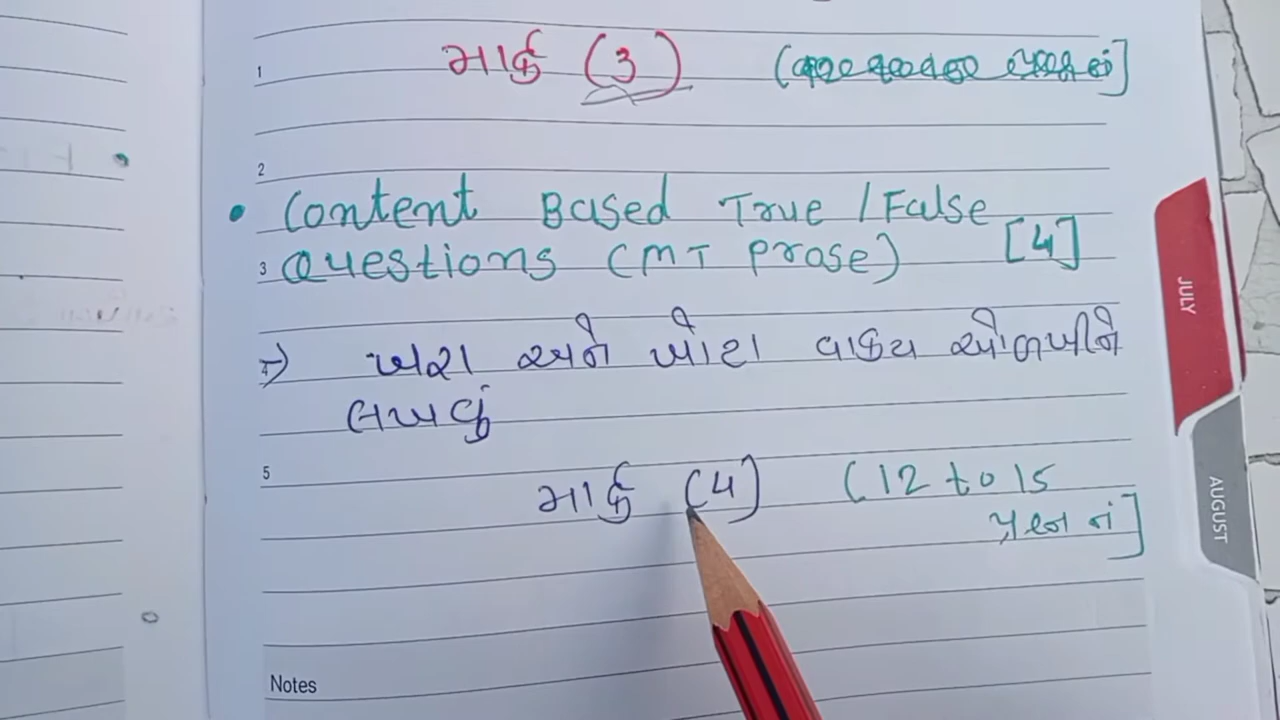 1 માર્ક (3)
2
• Content Based True / False
3 Questions (MT Prose) [4]
→ ખરા અને ખોટા વાક્ય ઓળખીને
લખવું
5 માર્ક (4) (12 to 15
પ્રશ્ન નં]
Notes
JULY
AUGUST